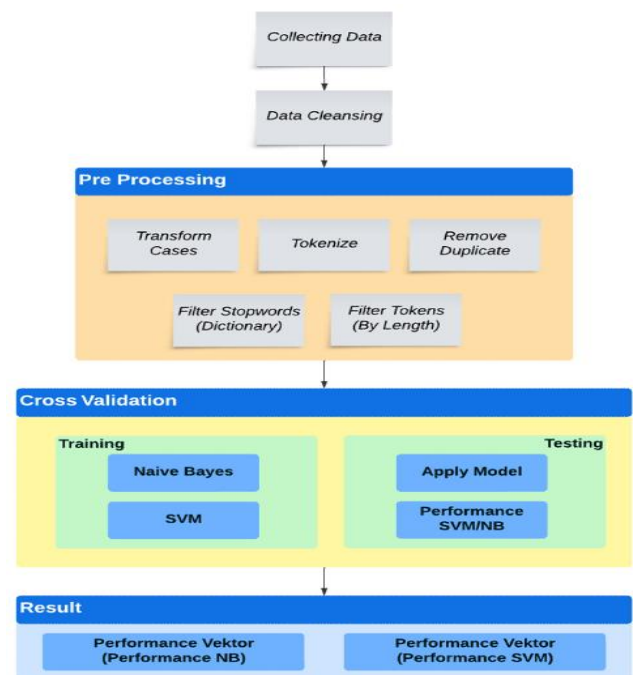 Collecting Data
Data Cleansing
Pre Processing
Transform
Cases
Tokenize
Remove
Duplicate
Filter Stopwords
(Dictionary)
Filter Tokens
(By Length)
Cross Validation
Training
Naive Bayes
SVM
Testing
Apply Model
Performance
SVM/NB
Result
Performance Vektor
(Performance NB)
Performance Vektor
(Performance SVM)